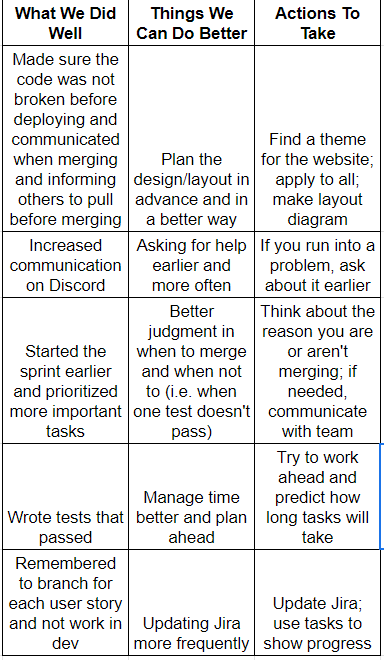 What We Did
Well
Things We
Can Do Better
Actions To
Take
Made sure the
code was not
broken before
deploying and
communicated
when merging
and informing
others to pull
before merging
Plan the
design/layout in
advance and in
a better way
Find a theme
for the website;
apply to all;
make layout
diagram
Increased
communication
on Discord
Asking for help
earlier and
more often
If you run into a
problem, ask
about it earlier
Started the
sprint earlier
and prioritized
more important
tasks
Better
judgment in
when to merge
and when not
to (i.e. when
one test doesn't
pass)
Think about the
reason you are
or aren't
merging; if
needed,
communicate
with team
Wrote tests that
passed
Manage time
better and plan
ahead
Try to work
ahead and
predict how
long tasks will
take
Remembered
to branch for
each user story
and not work in
dev
Updating Jira
more frequently
Update Jira;
use tasks to
show progress